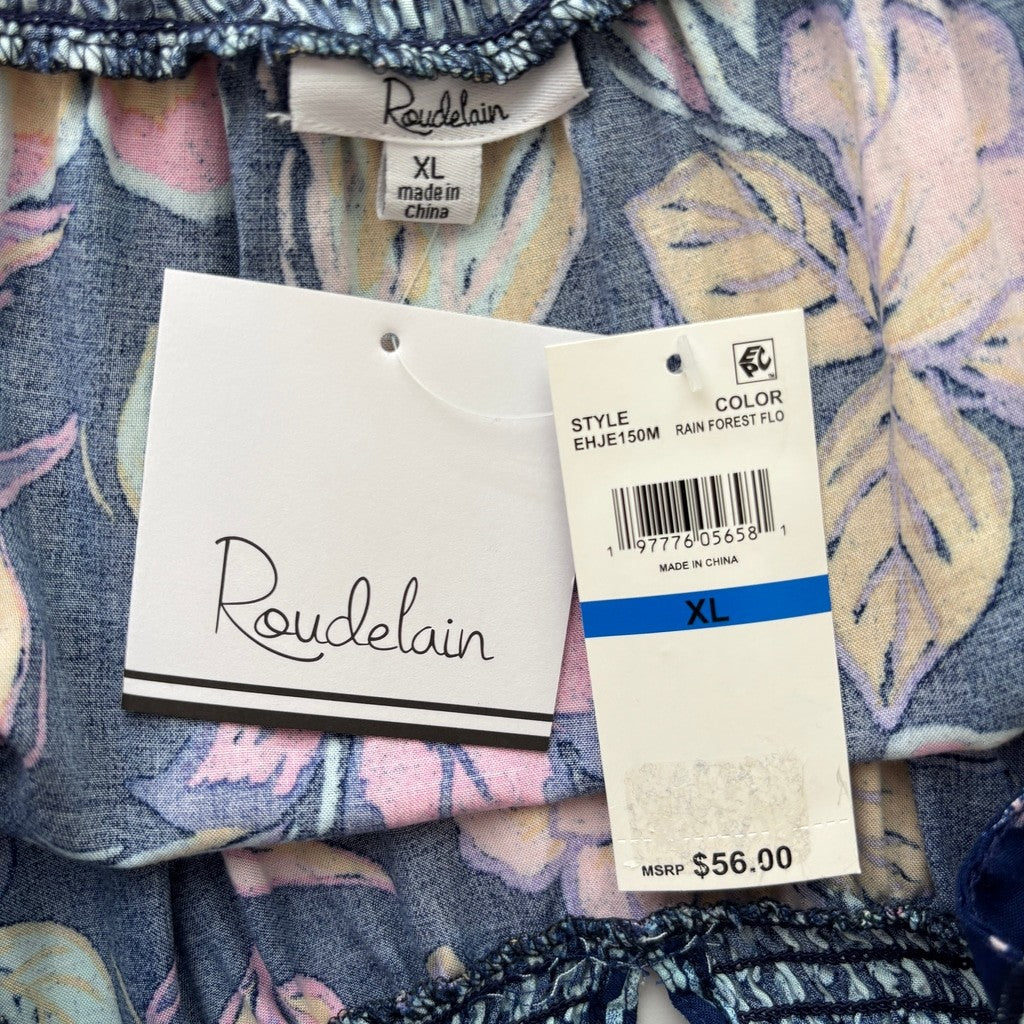 Roudelain
XL
made in
China
Roudelain
EPC
STYLE
EHJE150M
COLOR
RAIN FOREST FLO
1 97776 05658 1
MADE IN CHINA
XL
MSRP $56.00